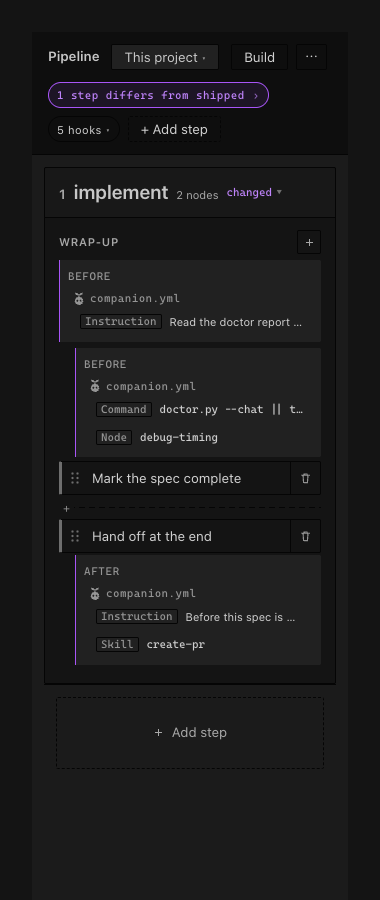 Pipeline This project Build ...
1 step differs from shipped ›
5 hooks + Add step
1 implement 2 nodes changed
WRAP-UP +
BEFORE
companion.yml
Instruction Read the doctor report ...
BEFORE
companion.yml
Command doctor.py --chat || t...
Node debug-timing
Mark the spec complete
+
Hand off at the end
AFTER
companion.yml
Instruction Before this spec is ...
Skill create-pr
+ Add step